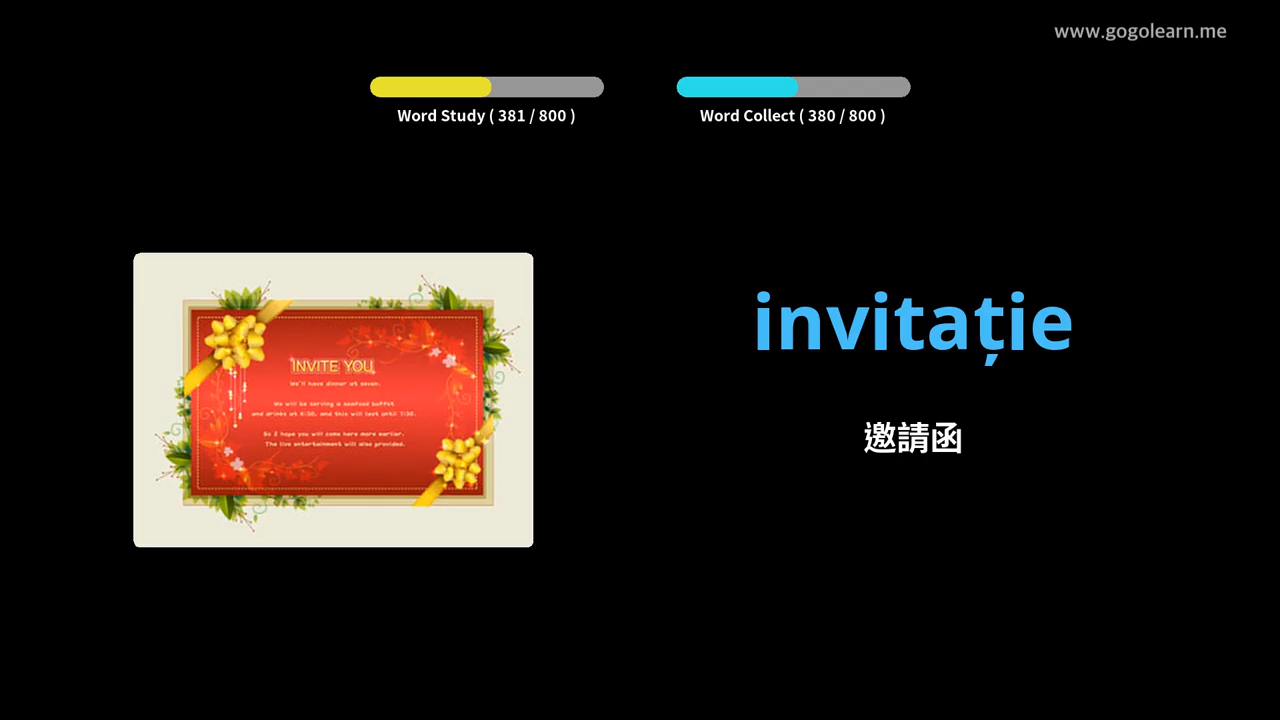 www.gogolearn.me
Word Study ( 381 / 800 )
Word Collect ( 380 / 800 )
INVITE YOU
We'll have dinner at seven.
We will be serving a seafood buffet
and drinks at 6:30, and this will last until 7:30.
So I hope you will come here more earlier.
The live entertainment will also provided.
invitație
邀請函